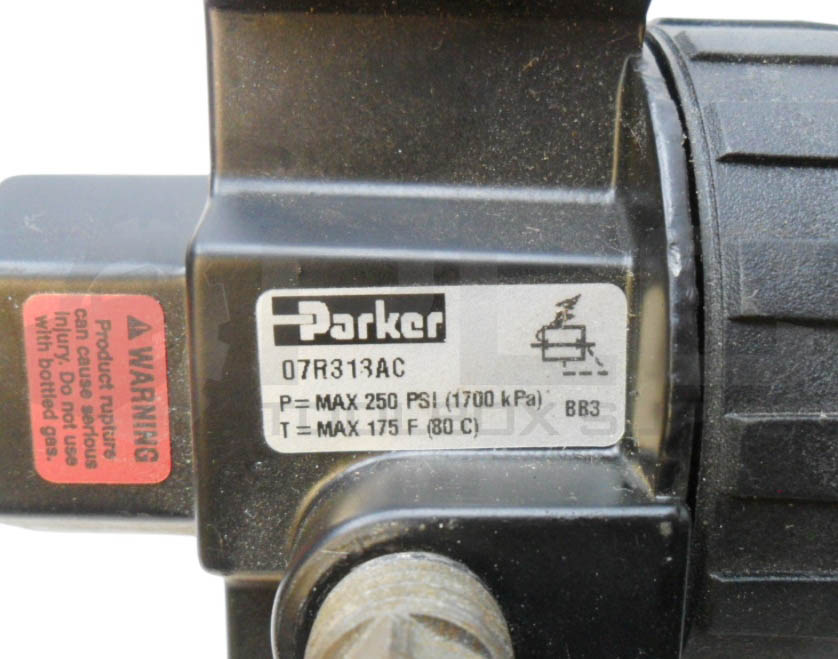 Parker
07R313AC
P= MAX 250 PSI (1700 kPa)
T = MAX 175 F (80 C)
BB3
⚠ WARNING
Product rupture
can cause serious
injury. Do not use
with bottled gas.